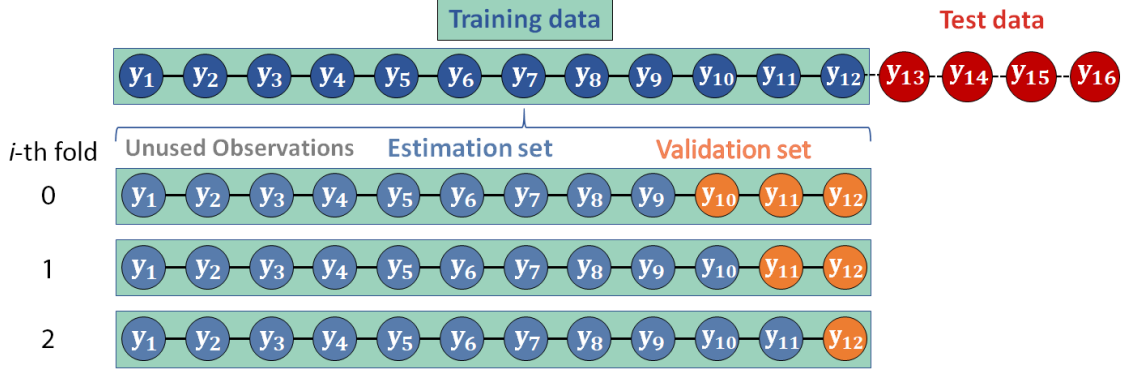 Training data
Test data
y₁ y₂ y₃ y₄ y₅ y₆ y₇ y₈ y₉ y₁₀ y₁₁ y₁₂ y₁₃ y₁₄ y₁₅ y₁₆
i-th fold
Unused Observations Estimation set Validation set
0 y₁ y₂ y₃ y₄ y₅ y₆ y₇ y₈ y₉ y₁₀ y₁₁ y₁₂
1 y₁ y₂ y₃ y₄ y₅ y₆ y₇ y₈ y₉ y₁₀ y₁₁ y₁₂
2 y₁ y₂ y₃ y₄ y₅ y₆ y₇ y₈ y₉ y₁₀ y₁₁ y₁₂